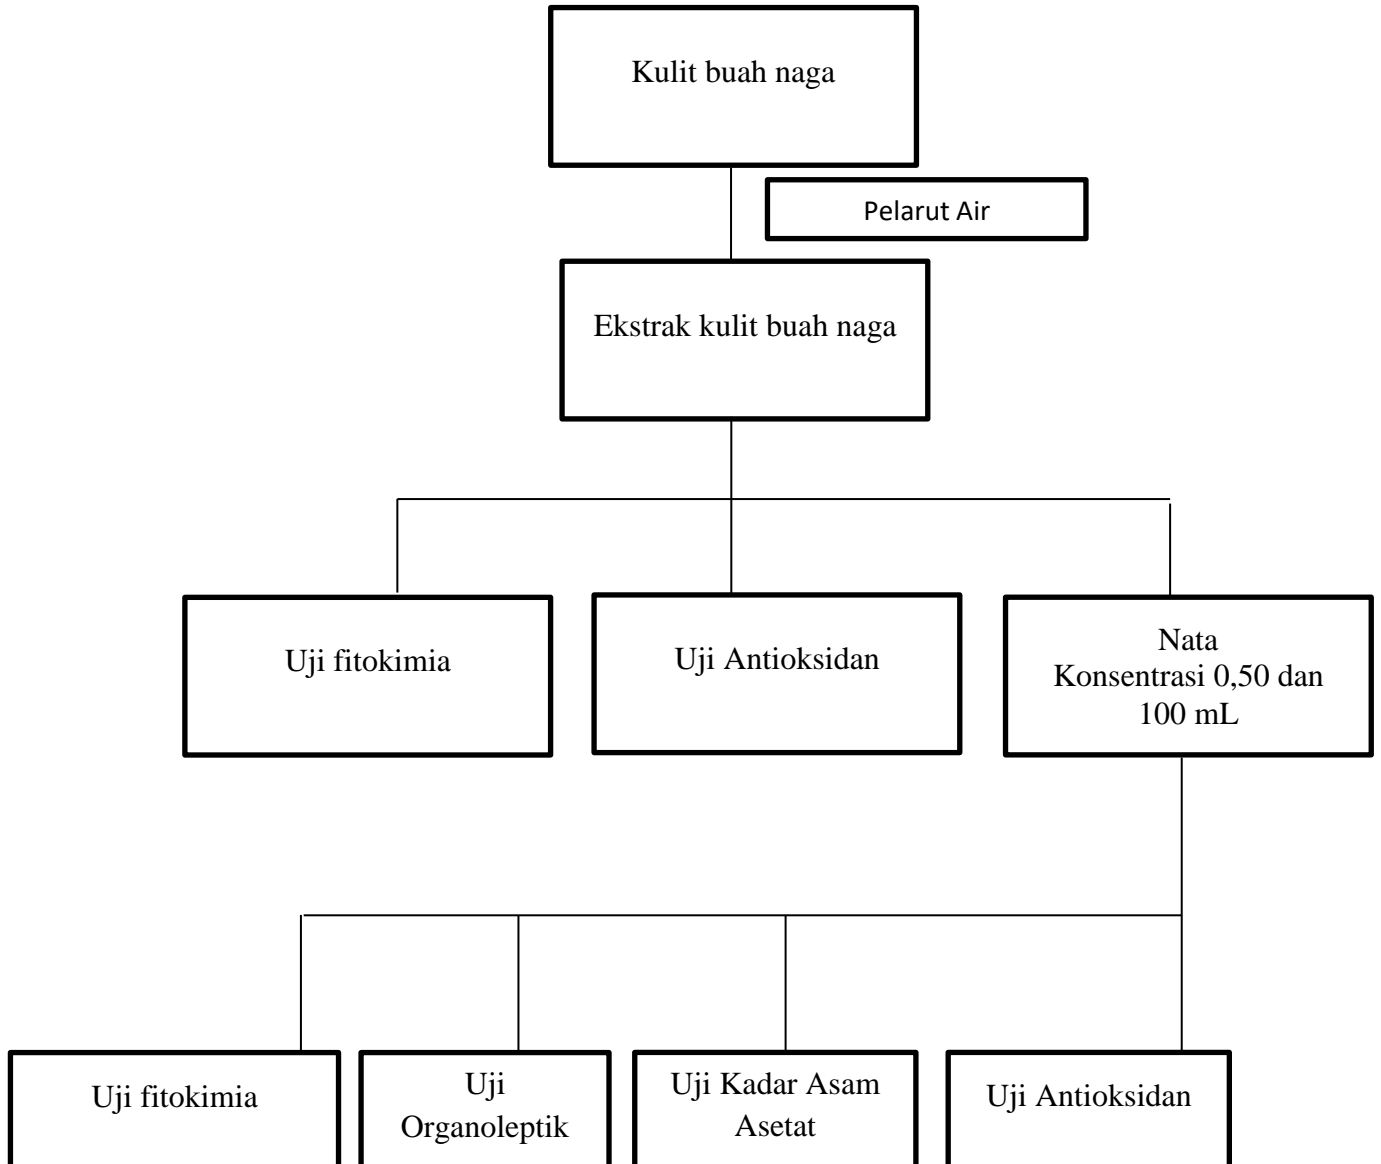 Kulit buah naga
Pelarut Air
Ekstrak kulit buah naga
Uji fitokimia
Uji Antioksidan
Nata
Konsentrasi 0,50 dan
100 mL
Uji fitokimia
Uji
Organoleptik
Uji Kadar Asam
Asetat
Uji Antioksidan